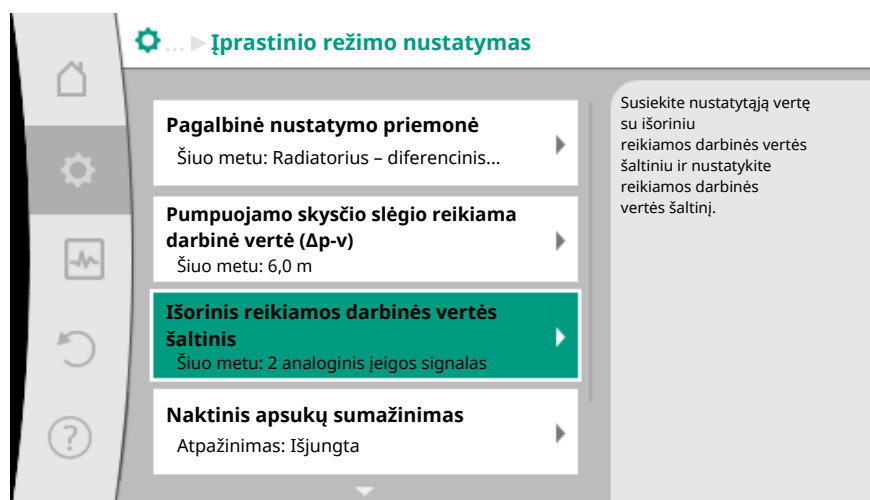 ... ▶ Įprastinio režimo nustatymas
Pagalbinė nustatymo priemonė
Šiuo metu: Radiatorius – diferencinis...
Pumpuojamo skysčio slėgio reikiama
darbinė vertė (Δp-v)
Šiuo metu: 6,0 m
Išorinis reikiamos darbinės vertės
šaltinis
Šiuo metu: 2 analoginis įeigos signalas
Naktinis apsukų sumažinimas
Atpažinimas: Išjungta
Susiekite nustatytąją vertę
su išoriniu
reikiamos darbinės vertės
šaltiniu ir nustatykite
reikiamos darbinės
vertės šaltinį.